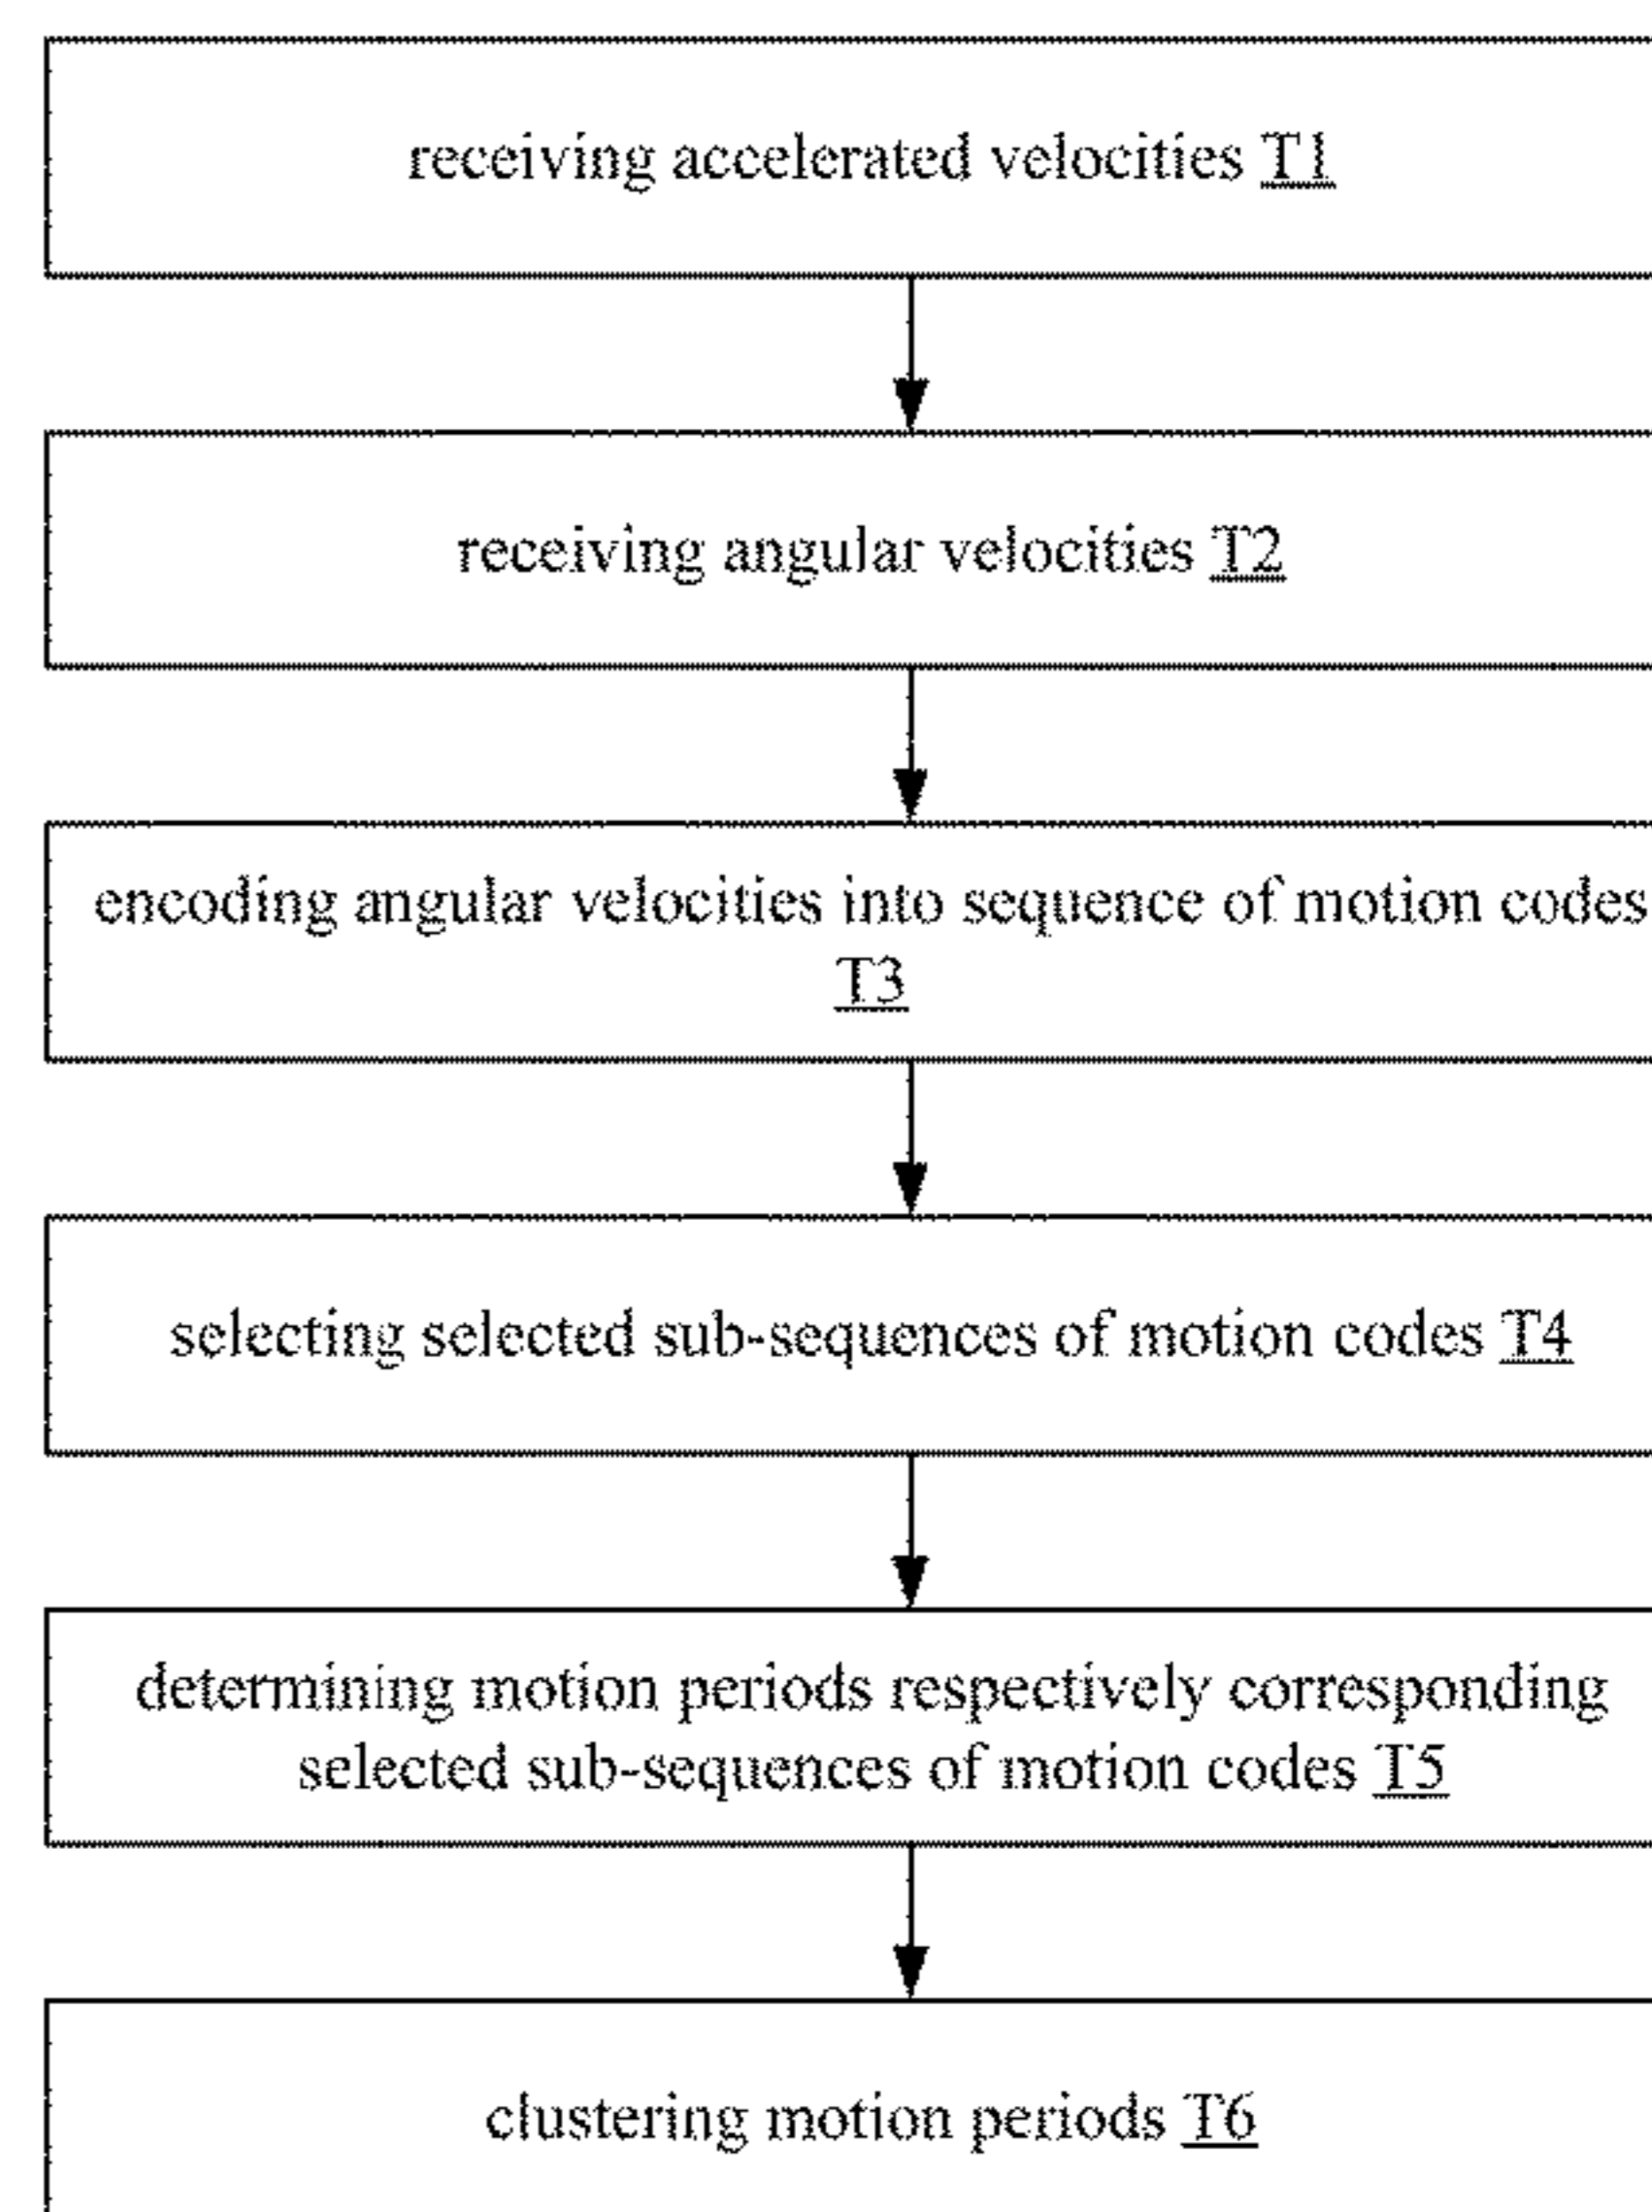 receiving accelerated velocities T1
receiving angular velocities T2
encoding angular velocities into sequence of motion codes
T3
selecting selected sub-sequences of motion codes T4
determining motion periods respectively corresponding
selected sub-sequences of motion codes T5
clustering motion periods T6